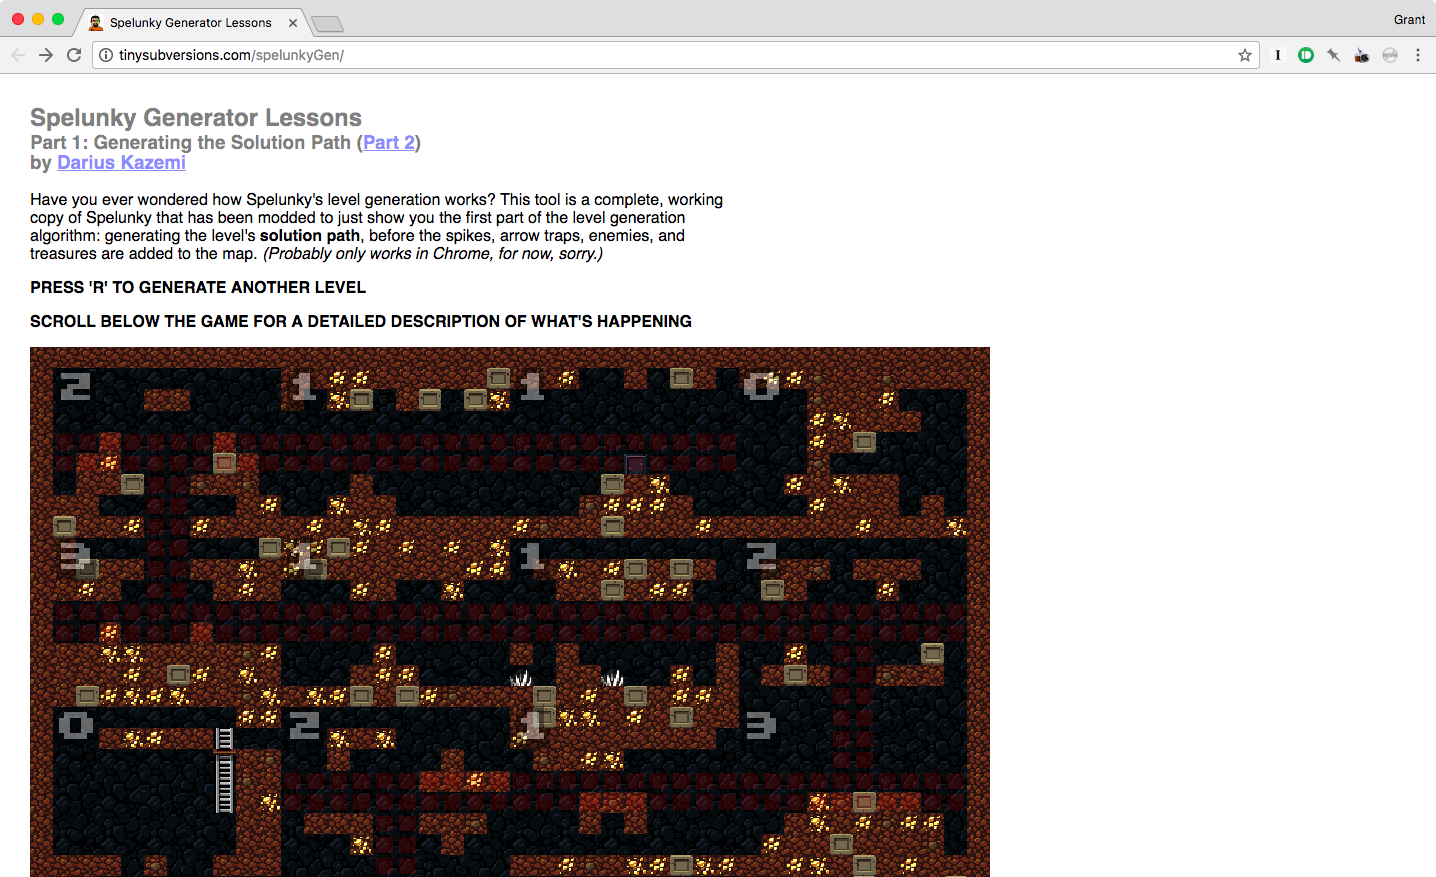 Spelunky Generator Lessons
Grant
tinysubversions.com/spelunkyGen/
Spelunky Generator Lessons
Part 1: Generating the Solution Path (Part 2)
by Darius Kazemi
Have you ever wondered how Spelunky's level generation works? This tool is a complete, working
copy of Spelunky that has been modded to just show you the first part of the level generation
algorithm: generating the level's solution path, before the spikes, arrow traps, enemies, and
treasures are added to the map. (Probably only works in Chrome, for now, sorry.)
PRESS 'R' TO GENERATE ANOTHER LEVEL
SCROLL BELOW THE GAME FOR A DETAILED DESCRIPTION OF WHAT'S HAPPENING
2 1 1 0
3 1 1 2
0 2 1 3